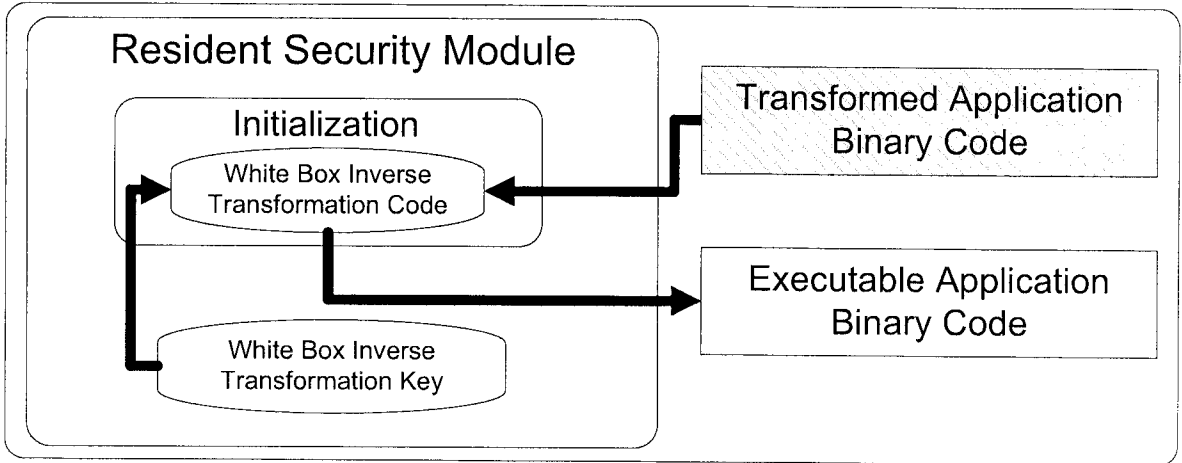 Resident Security Module
Initialization
White Box Inverse
Transformation Code
White Box Inverse
Transformation Key
Transformed Application
Binary Code
Executable Application
Binary Code